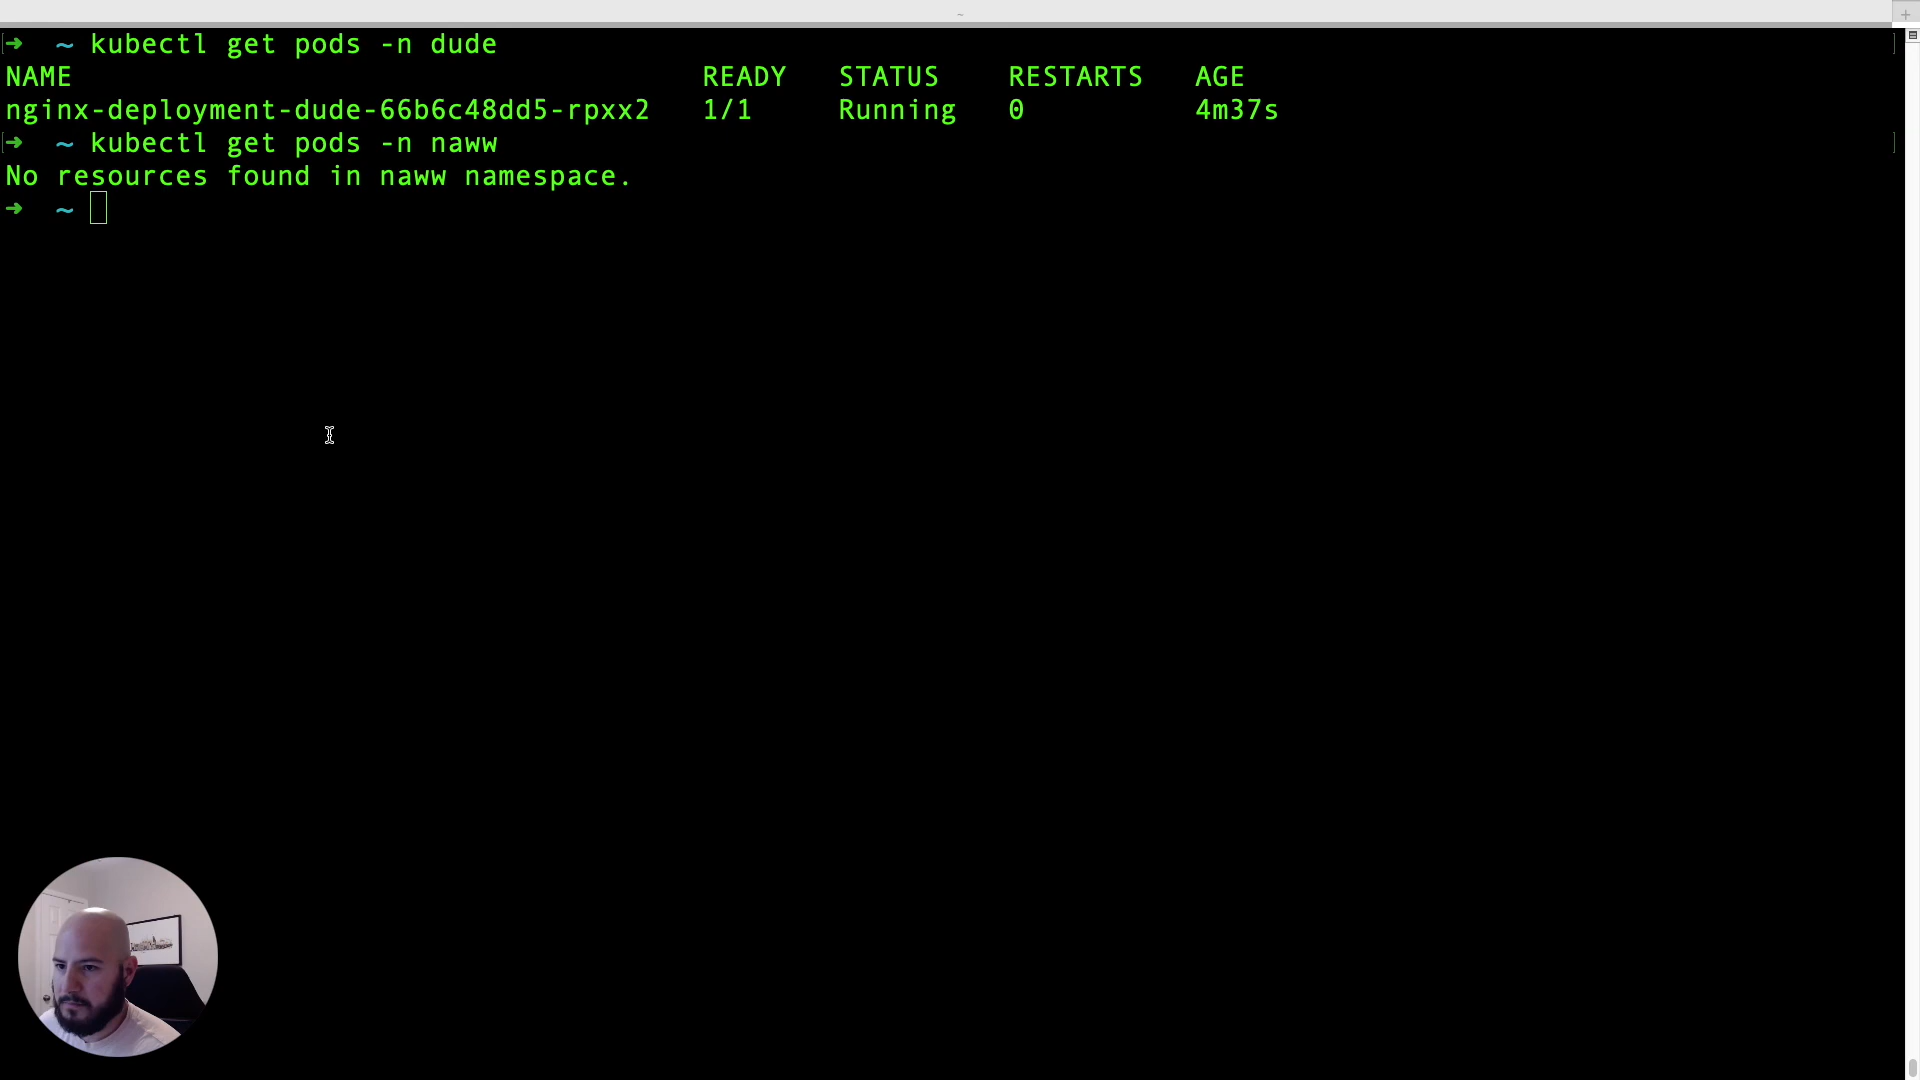 ~
+
➜  ~ kubectl get pods -n dude
NAME READY STATUS RESTARTS AGE
nginx-deployment-dude-66b6c48dd5-rpxx2 1/1 Running 0 4m37s
➜  ~ kubectl get pods -n naww
No resources found in naww namespace.
➜  ~